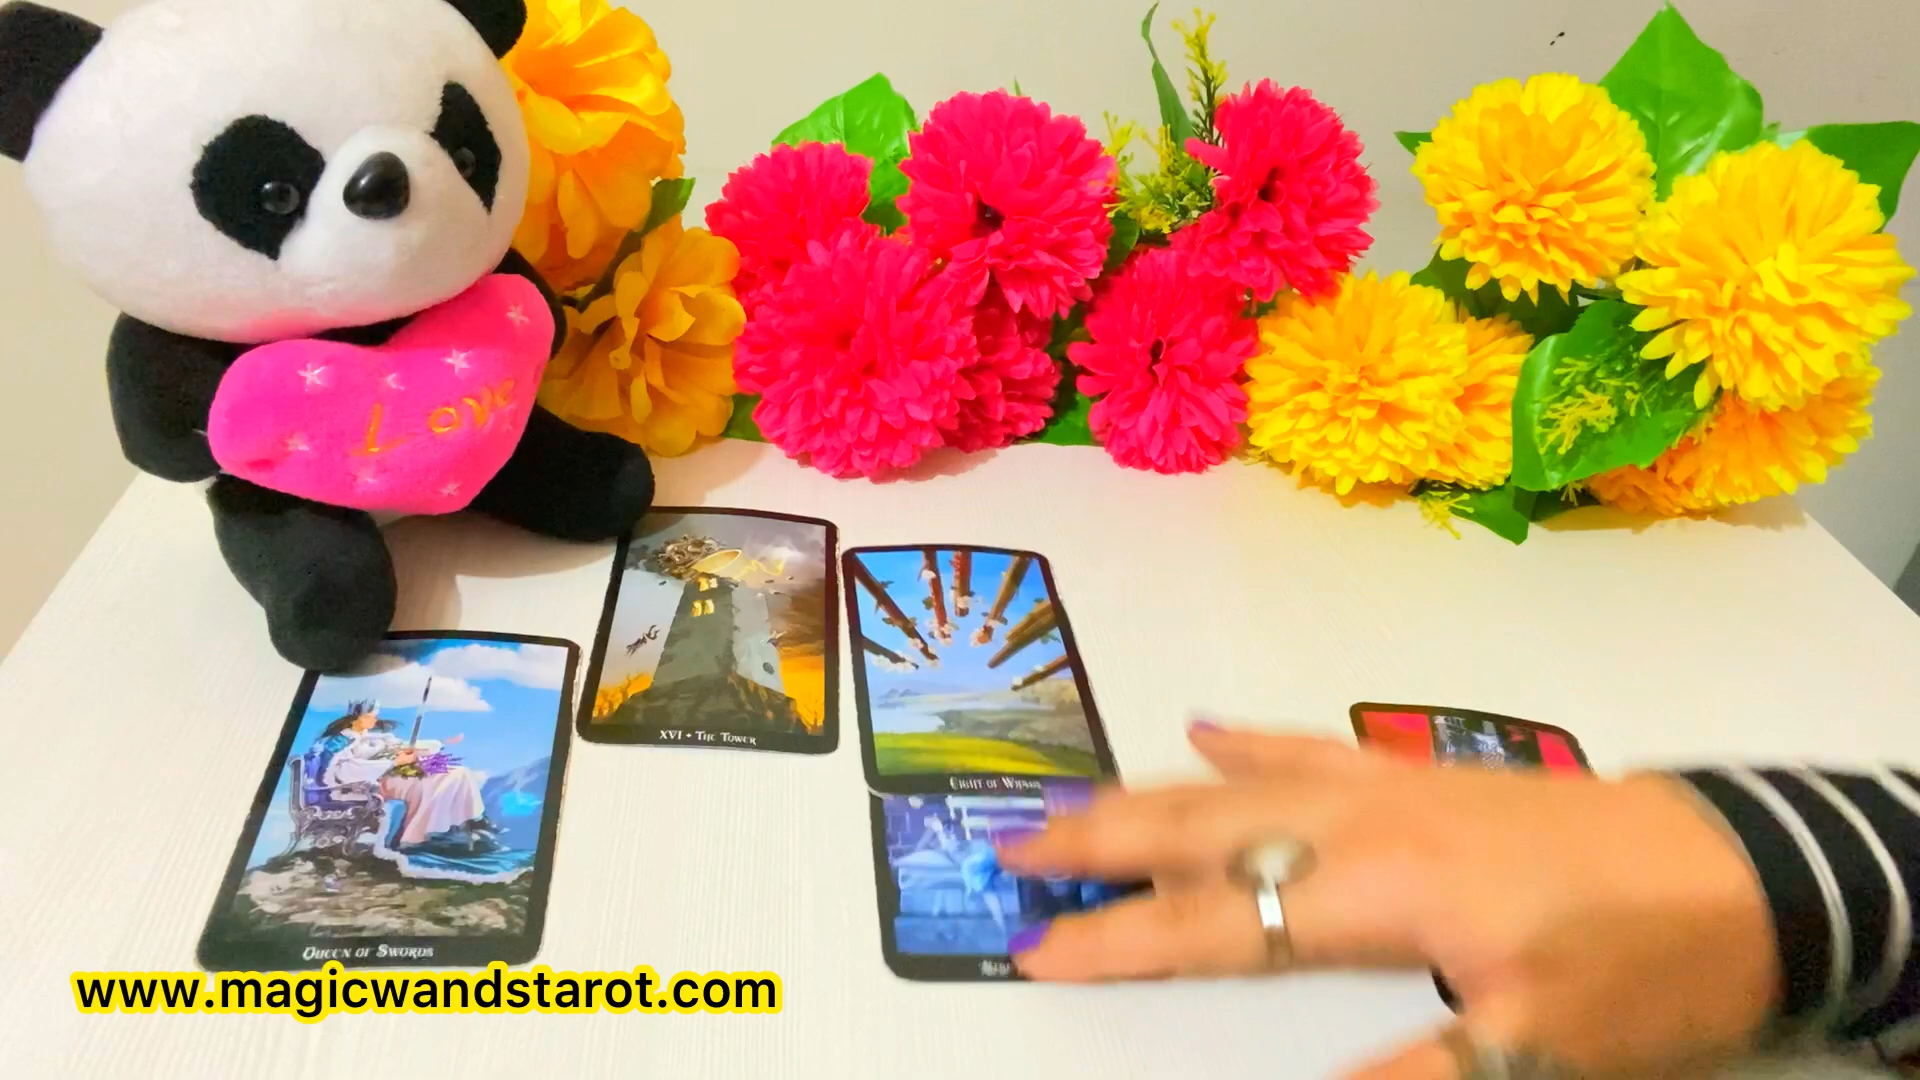 Love
XVI • The Tower
Eight of Wands
Queen of Swords
www.magicwandstarot.com